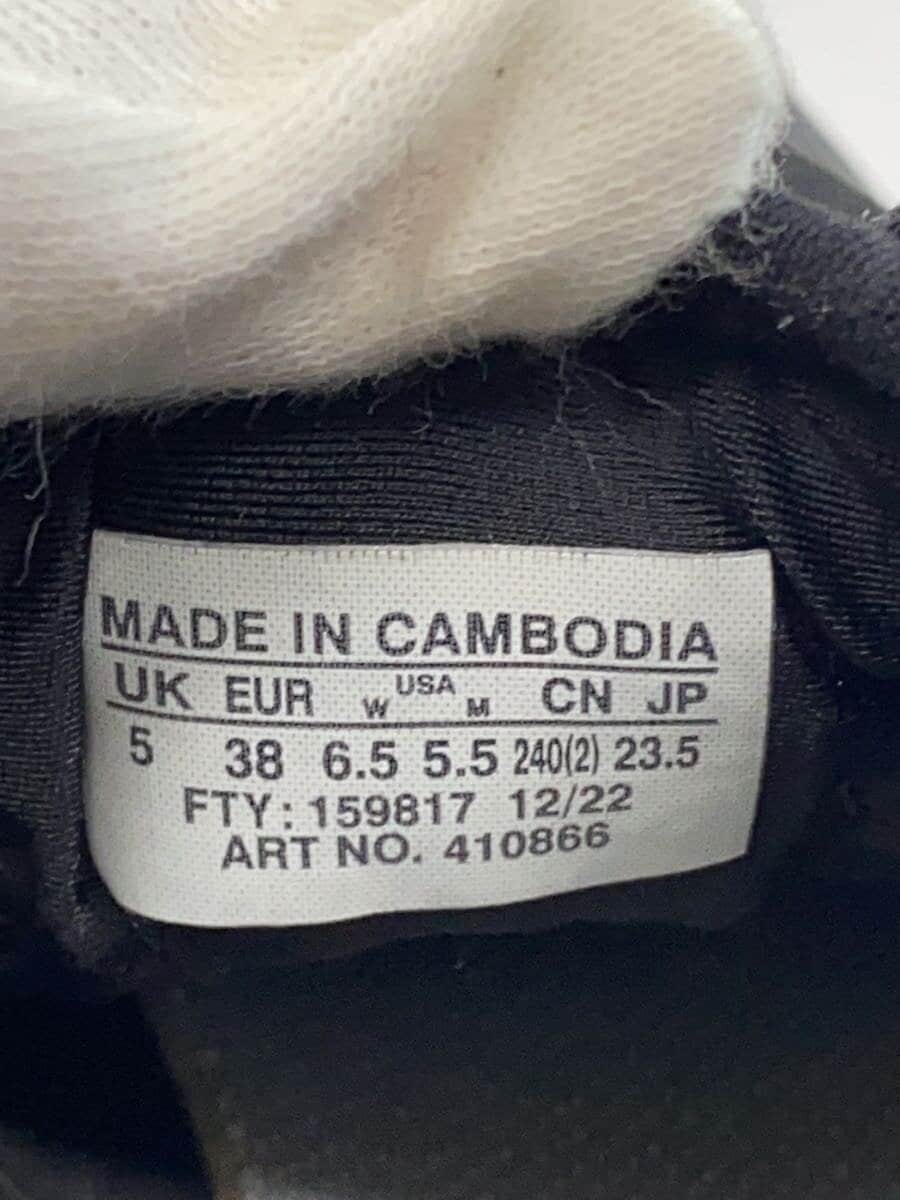 MADE IN CAMBODIA
UK EUR W USA M CN JP
5 38 6.5 5.5 240(2) 23.5
FTY: 159817 12/22
ART NO. 410866